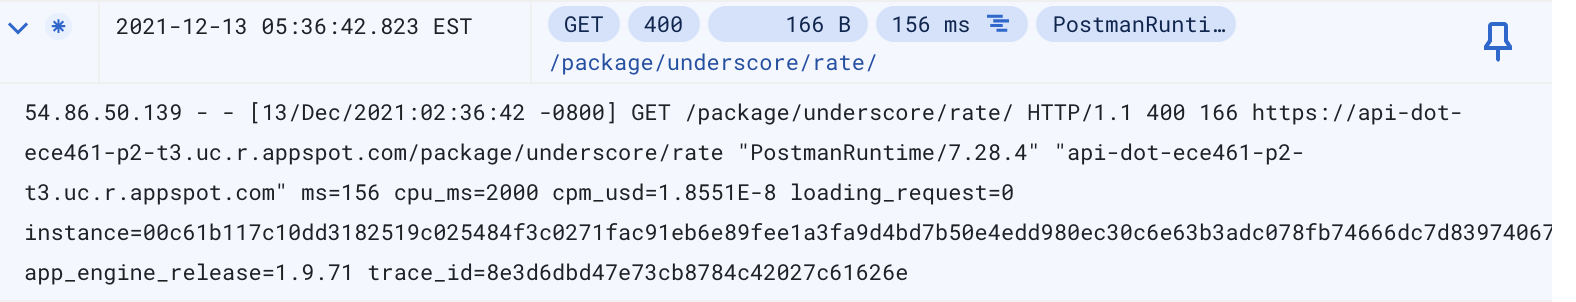 2021-12-13 05:36:42.823 EST GET 400 166 B 156 ms PostmanRunti…
/package/underscore/rate/
54.86.50.139 - - [13/Dec/2021:02:36:42 -0800] GET /package/underscore/rate/ HTTP/1.1 400 166 https://api-dot-
ece461-p2-t3.uc.r.appspot.com/package/underscore/rate "PostmanRuntime/7.28.4" "api-dot-ece461-p2-
t3.uc.r.appspot.com" ms=156 cpu_ms=2000 cpm_usd=1.8551E-8 loading_request=0
instance=00c61b117c10dd3182519c025484f3c0271fac91eb6e89fee1a3fa9d4bd7b50e4edd980ec30c6e63b3adc078fb74666dc7d83974067
app_engine_release=1.9.71 trace_id=8e3d6dbd47e73cb8784c42027c61626e